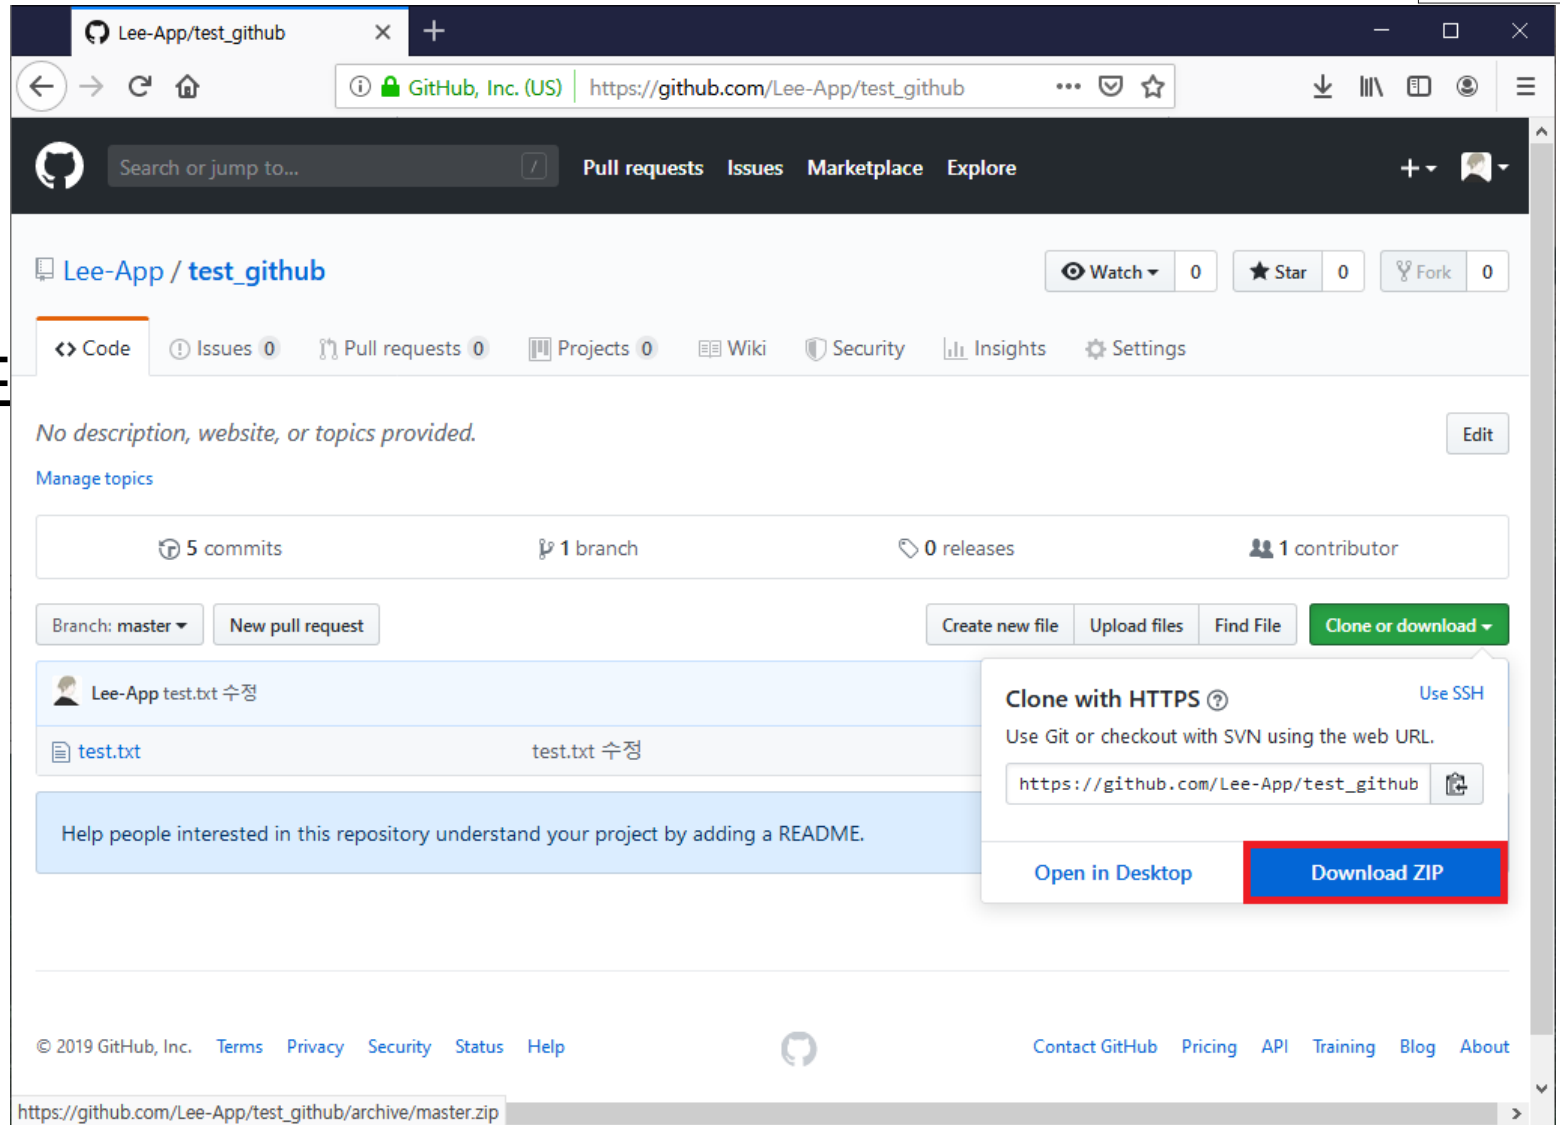 Lee-App/test_github
GitHub, Inc. (US) https://github.com/Lee-App/test_github
Search or jump to... / Pull requests Issues Marketplace Explore
Lee-App / test_github Watch 0 Star 0 Fork 0
Code Issues 0 Pull requests 0 Projects 0 Wiki Security Insights Settings
No description, website, or topics provided. Edit
Manage topics
5 commits 1 branch 0 releases 1 contributor
Branch: master New pull request Create new file Upload files Find File Clone or download
Lee-App test.txt 수정
test.txt test.txt 수정
Help people interested in this repository understand your project by adding a README.
Clone with HTTPS Use SSH
Use Git or checkout with SVN using the web URL.
https://github.com/Lee-App/test_github
Open in Desktop Download ZIP
© 2019 GitHub, Inc. Terms Privacy Security Status Help Contact GitHub Pricing API Training Blog About
https://github.com/Lee-App/test_github/archive/master.zip